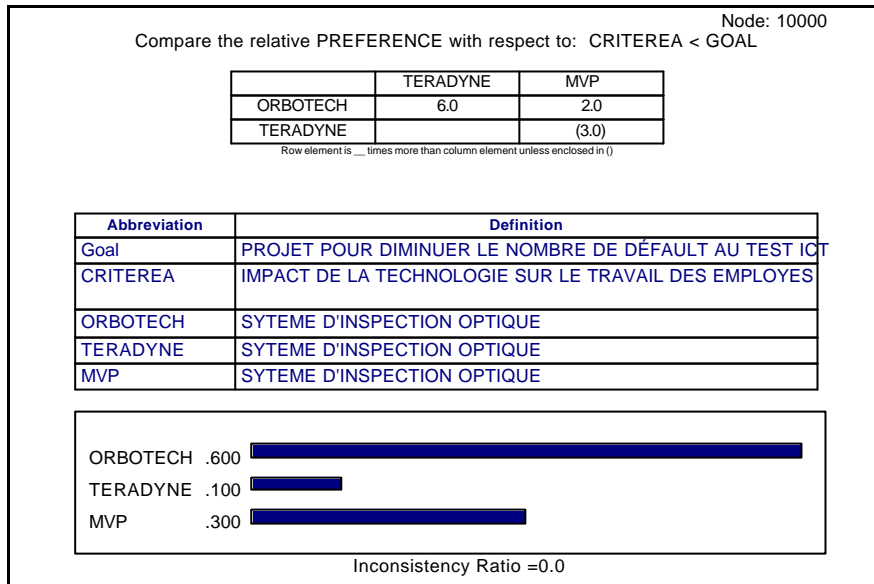 Node: 10000
Compare the relative PREFERENCE with respect to: CRITEREA < GOAL
TERADYNE MVP
ORBOTECH 6.0 2.0
TERADYNE (3.0)
Row element is __ times more than column element unless enclosed in ()
Abbreviation Definition
Goal PROJET POUR DIMINUER LE NOMBRE DE DÉFAULT AU TEST ICT
CRITEREA IMPACT DE LA TECHNOLOGIE SUR LE TRAVAIL DES EMPLOYES
ORBOTECH SYTEME D'INSPECTION OPTIQUE
TERADYNE SYTEME D'INSPECTION OPTIQUE
MVP SYTEME D'INSPECTION OPTIQUE
ORBOTECH .600
TERADYNE .100
MVP .300
Inconsistency Ratio =0.0